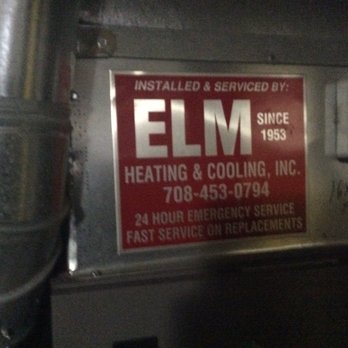 INSTALLED & SERVICED BY:
ELM SINCE 1953
HEATING & COOLING, INC.
708-453-0794
24 HOUR EMERGENCY SERVICE
FAST SERVICE ON REPLACEMENTS